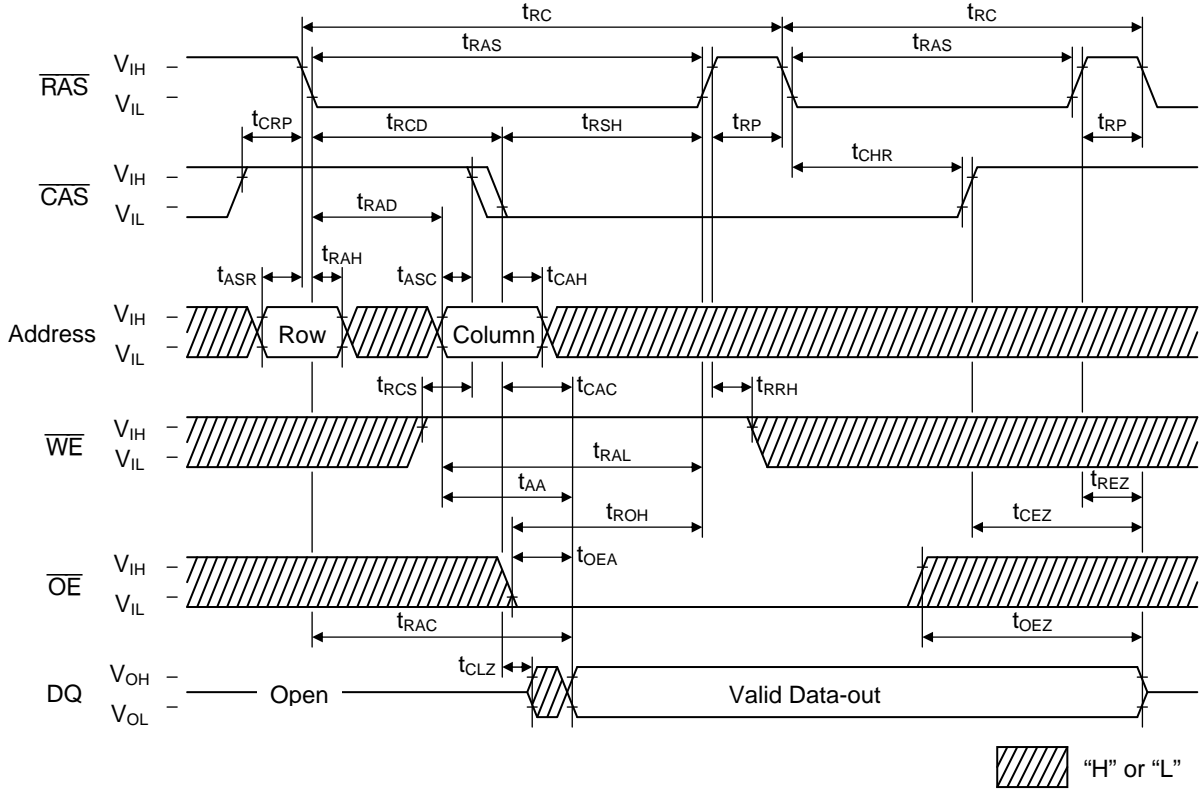 tRC tRC
tRAS tRAS
RAS VIH
VIL
tCRP tRCD tRSH tRP tCHR tRP
CAS VIH
VIL
tRAD
tRAH
tASR tASC tCAH
Address VIH
VIL
Row Column
tRCS tCAC tRRH
WE VIH
VIL
tRAL
tAA tREZ
tROH tCEZ
OE VIH
VIL
tOEA
tRAC tOEZ
tCLZ
DQ VOH
VOL
Open Valid Data-out
“H” or “L”